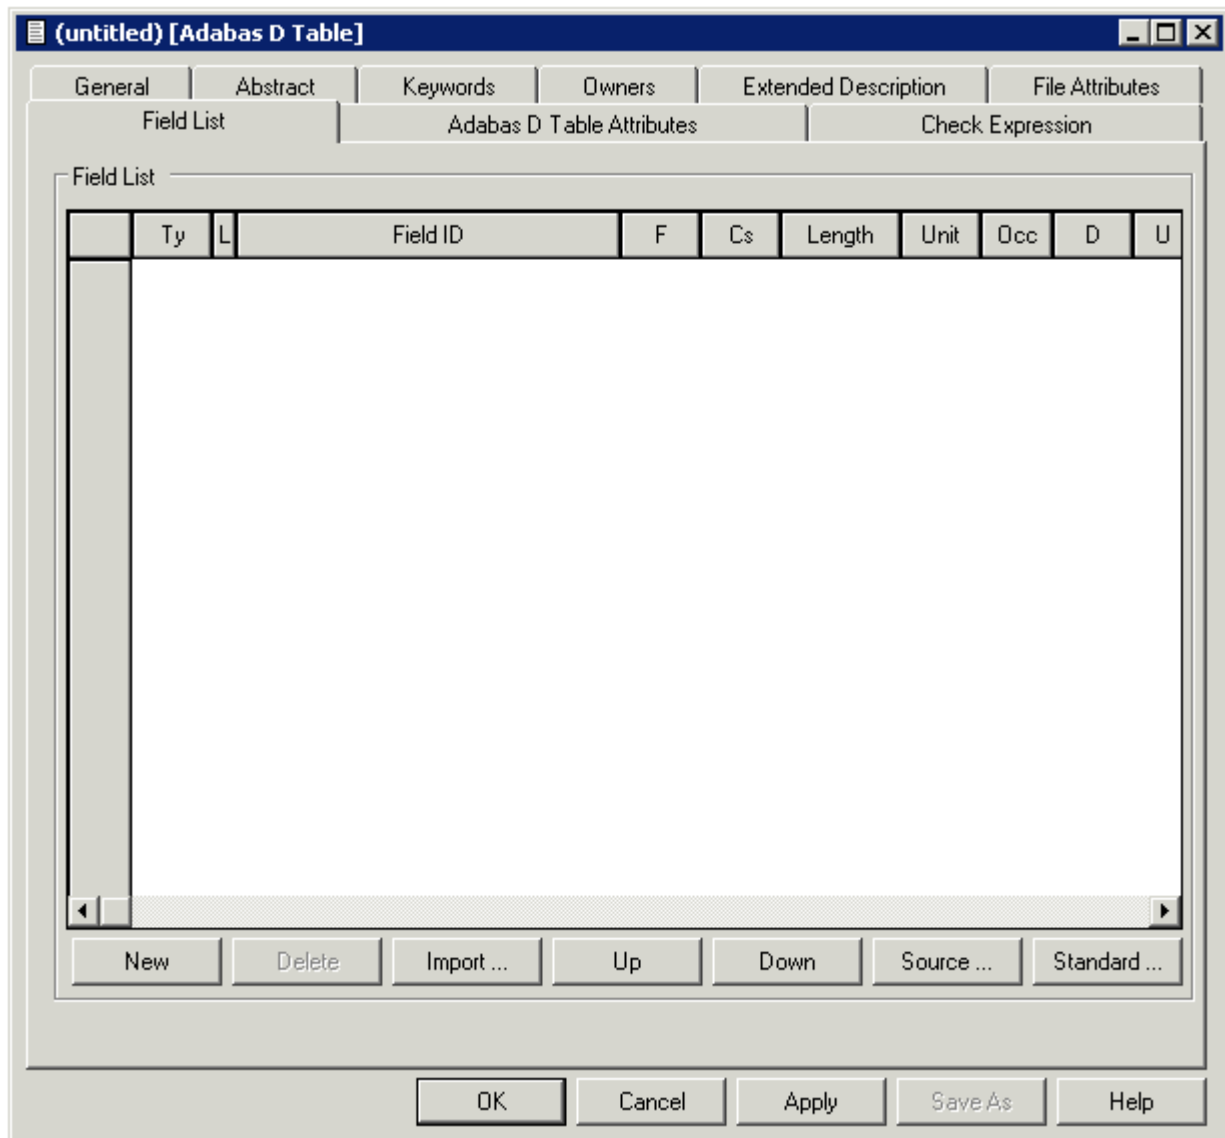 (untitled) [Adabas D Table]
General Abstract Keywords Owners Extended Description File Attributes
Field List Adabas D Table Attributes Check Expression
Field List
Ty L Field ID F Cs Length Unit Occ D U
New Delete Import ... Up Down Source ... Standard ...
OK Cancel Apply Save As Help